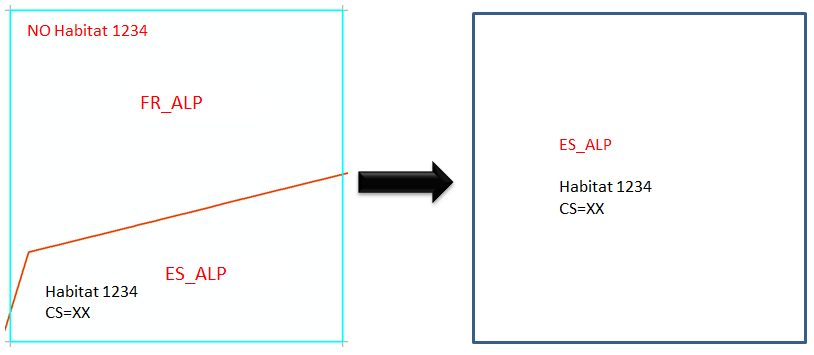 NO Habitat 1234
FR_ALP
ES_ALP
Habitat 1234
CS=XX
ES_ALP
Habitat 1234
CS=XX